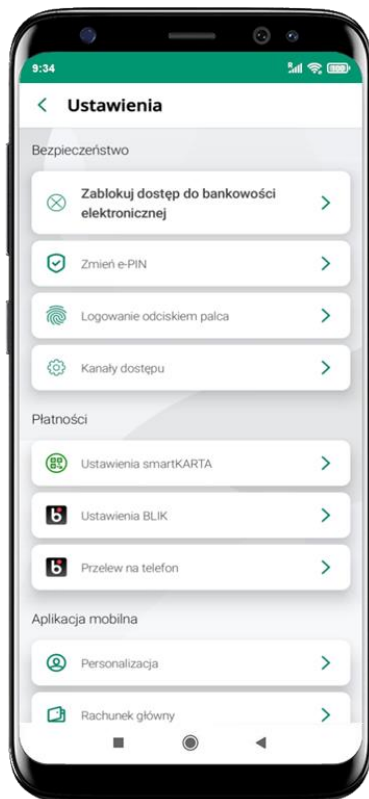 9:34
Ustawienia
Bezpieczeństwo
Zablokuj dostęp do bankowości
elektronicznej
Zmień e-PIN
Logowanie odciskiem palca
Kanały dostępu
Płatności
Ustawienia smartKARTA
Ustawienia BLIK
Przelew na telefon
Aplikacja mobilna
Personalizacja
Rachunek główny